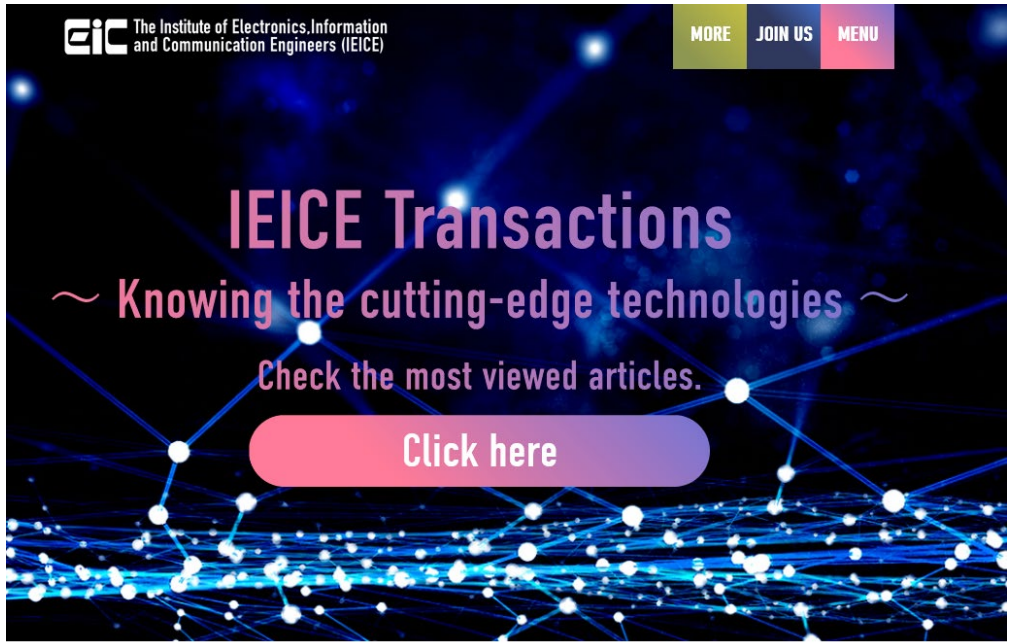 EiC The Institute of Electronics,Information
and Communication Engineers (IEICE)
MORE JOIN US MENU
IEICE Transactions
～ Knowing the cutting-edge technologies ～
Check the most viewed articles.
Click here